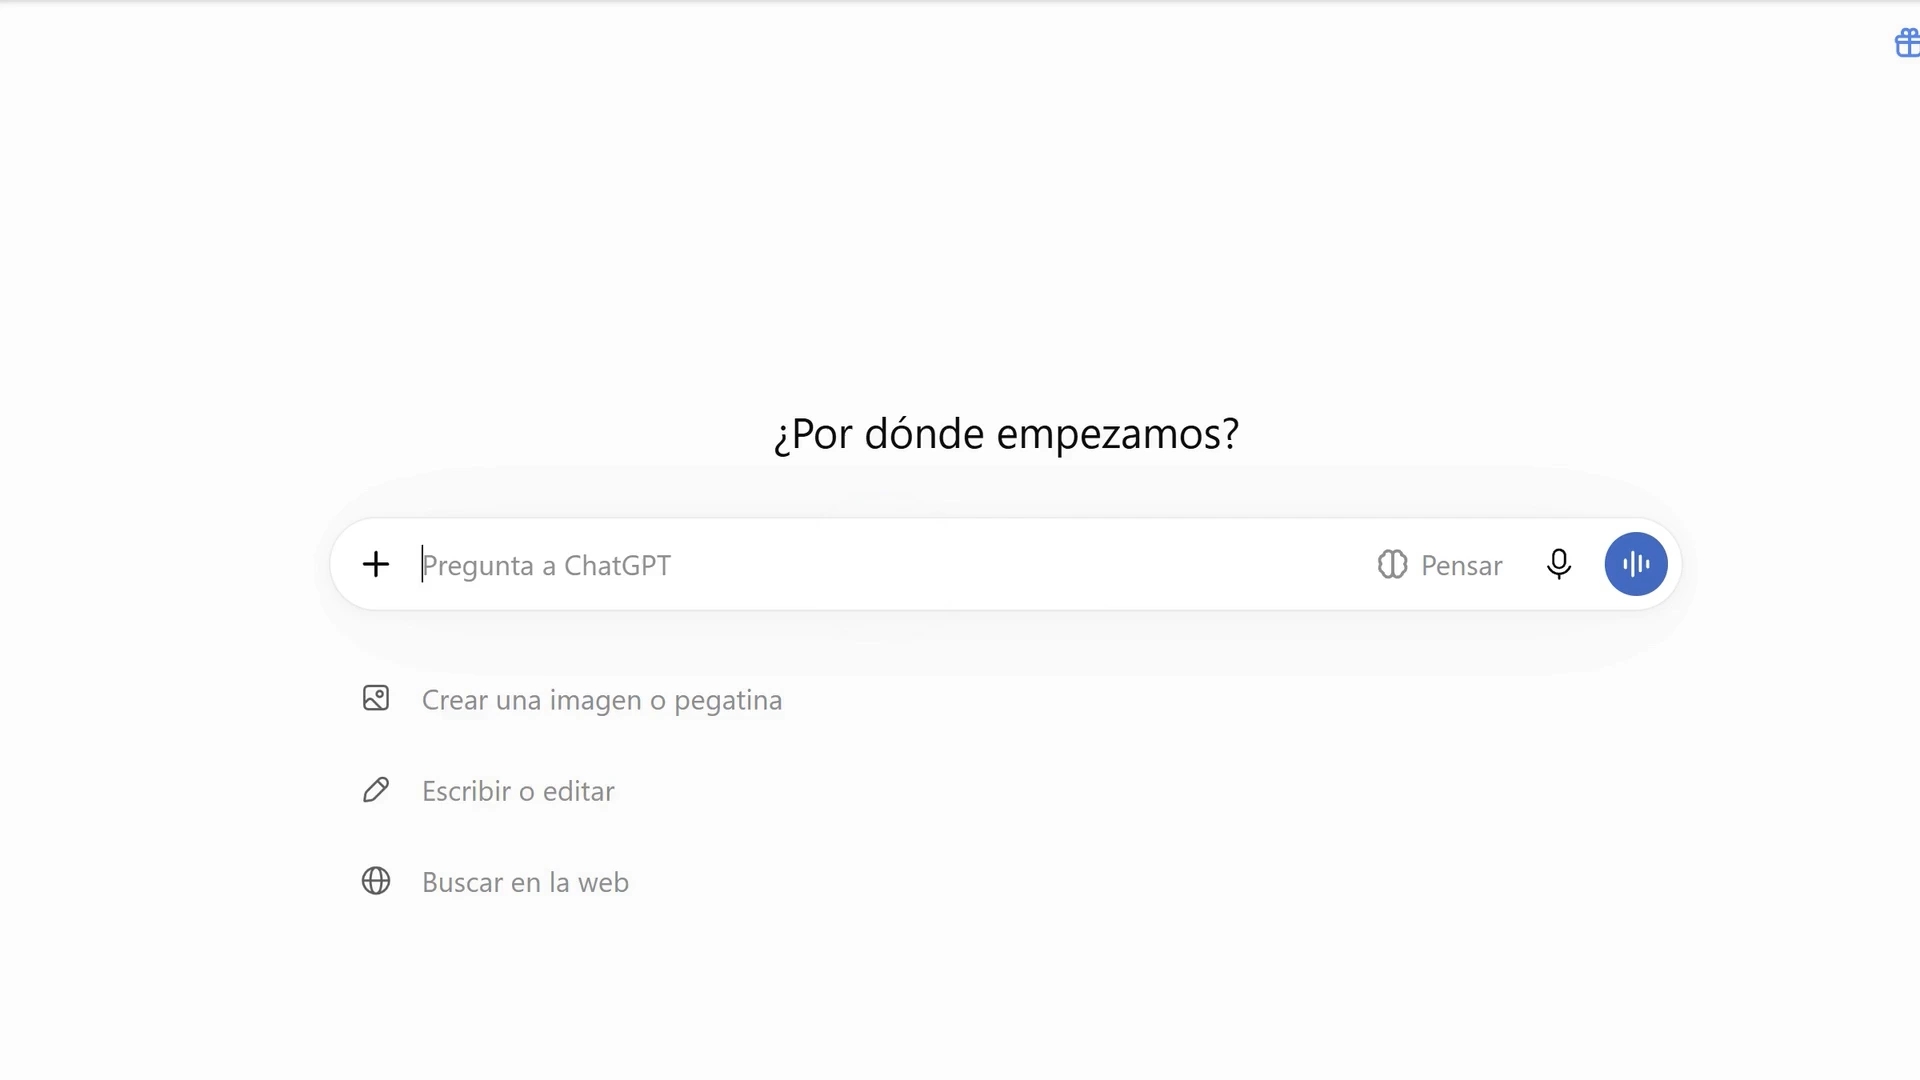 ¿Por dónde empezamos?
Pregunta a ChatGPT
Pensar
Crear una imagen o pegatina
Escribir o editar
Buscar en la web